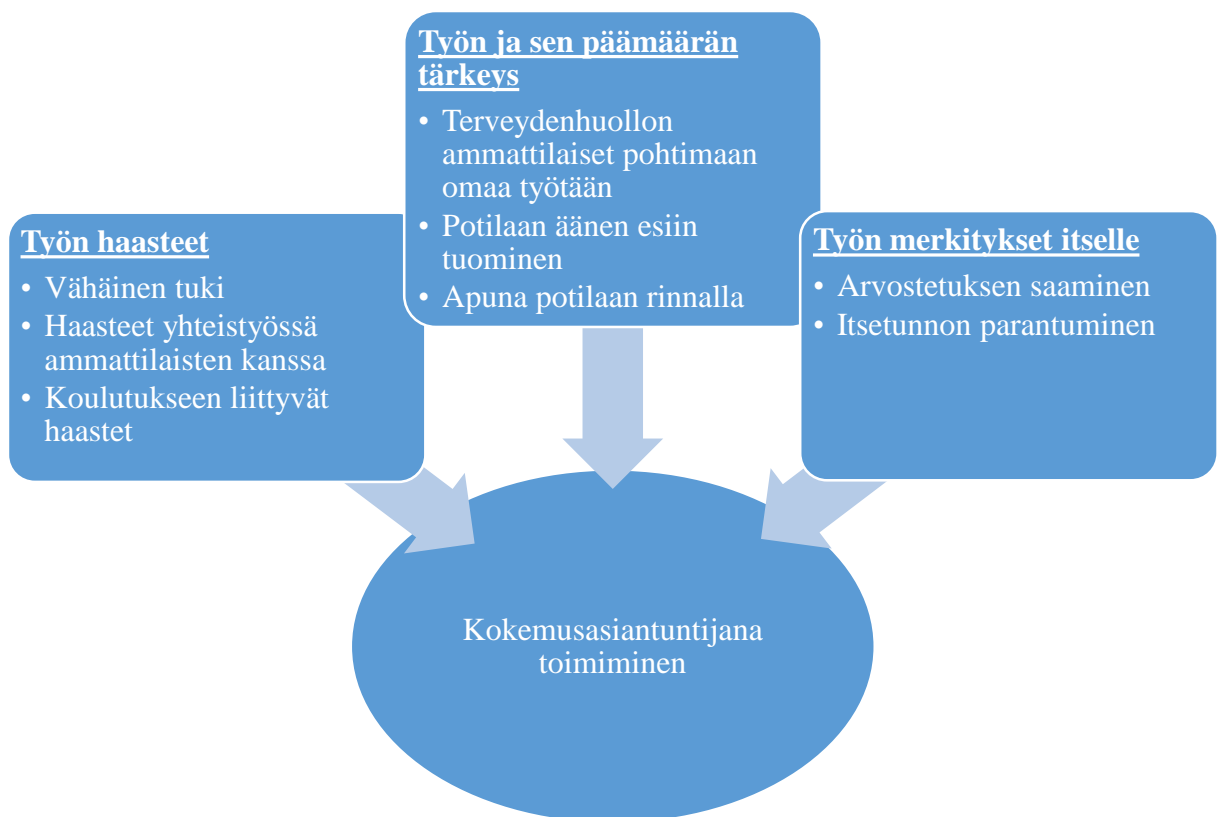 Työn ja sen päämäärän
tärkeys
• Terveydenhuollon
ammattilaiset pohtimaan
omaa työtään
• Potilaan äänen esiin
tuominen
• Apuna potilaan rinnalla
Työn haasteet
• Vähäinen tuki
• Haasteet yhteistyössä
ammattilaisten kanssa
• Koulutukseen liittyvät
haastet
Työn merkitykset itselle
• Arvostetuksen saaminen
• Itsetunnon parantuminen
Kokemusasiantuntijana
toimiminen